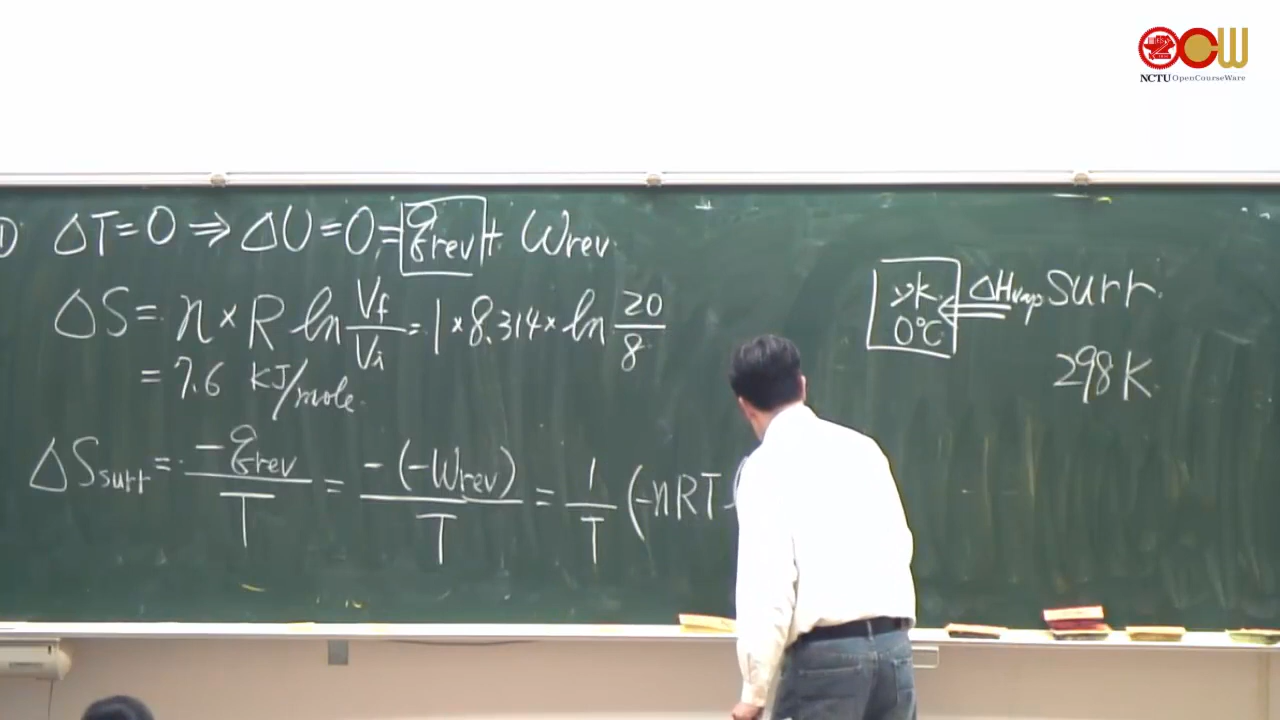 OCW
NCTU OpenCourseWare
① ΔT=0 ⇒ ΔU=0=qrev+ Wrev
ΔS= n×R ln Vf/Vi = 1×8.314×ln 20/8
= 7.6 KJ/mole.
ΔSsurr = -qrev/T = -(-Wrev)/T = 1/T (-nRT
0°C
ΔHvap surr.
298K